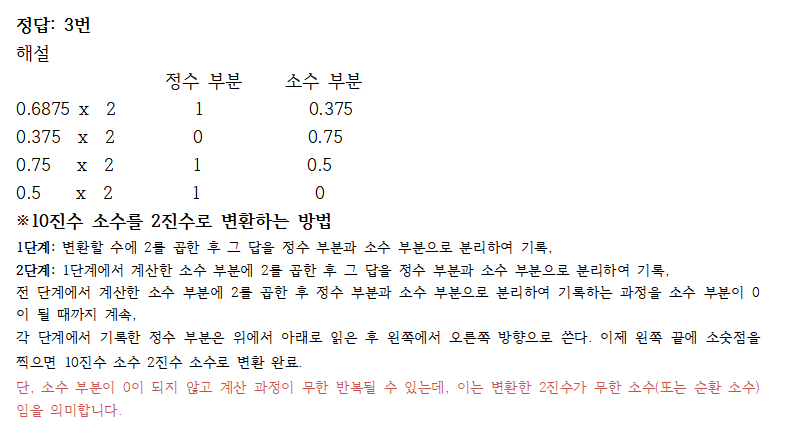 정답: 3번
해설
정수 부분 소수 부분
0.6875 x 2 1 0.375
0.375 x 2 0 0.75
0.75 x 2 1 0.5
0.5 x 2 1 0
※10진수 소수를 2진수로 변환하는 방법
1단계: 변환할 수에 2를 곱한 후 그 답을 정수 부분과 소수 부분으로 분리하여 기록,
2단계: 1단계에서 계산한 소수 부분에 2를 곱한 후 그 답을 정수 부분과 소수 부분으로 분리하여 기록,
전 단계에서 계산한 소수 부분에 2를 곱한 후 정수 부분과 소수 부분으로 분리하여 기록하는 과정을 소수 부분이 0
이 될 때까지 계속,
각 단계에서 기록한 정수 부분은 위에서 아래로 읽은 후 왼쪽에서 오른쪽 방향으로 쓴다. 이제 왼쪽 끝에 소숫점을
찍으면 10진수 소수 2진수 소수로 변환 완료.
단, 소수 부분이 0이 되지 않고 계산 과정이 무한 반복될 수 있는데, 이는 변환한 2진수가 무한 소수(또는 순환 소수)
임을 의미합니다.